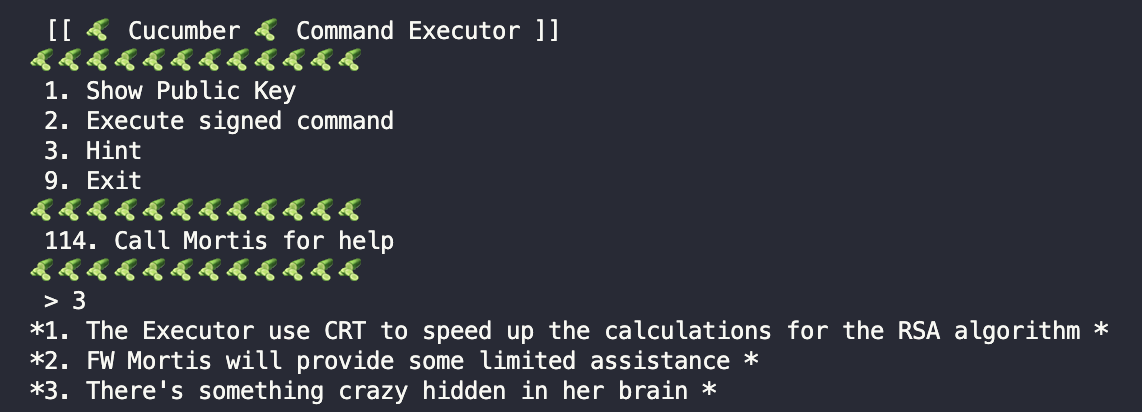 [[ 🥒 Cucumber 🥒 Command Executor ]]
🥒🥒🥒🥒🥒🥒🥒🥒🥒🥒🥒🥒
1. Show Public Key
2. Execute signed command
3. Hint
9. Exit
🥒🥒🥒🥒🥒🥒🥒🥒🥒🥒🥒🥒
114. Call Mortis for help
🥒🥒🥒🥒🥒🥒🥒🥒🥒🥒🥒🥒
> 3
*1. The Executor use CRT to speed up the calculations for the RSA algorithm *
*2. FW Mortis will provide some limited assistance *
*3. There's something crazy hidden in her brain *